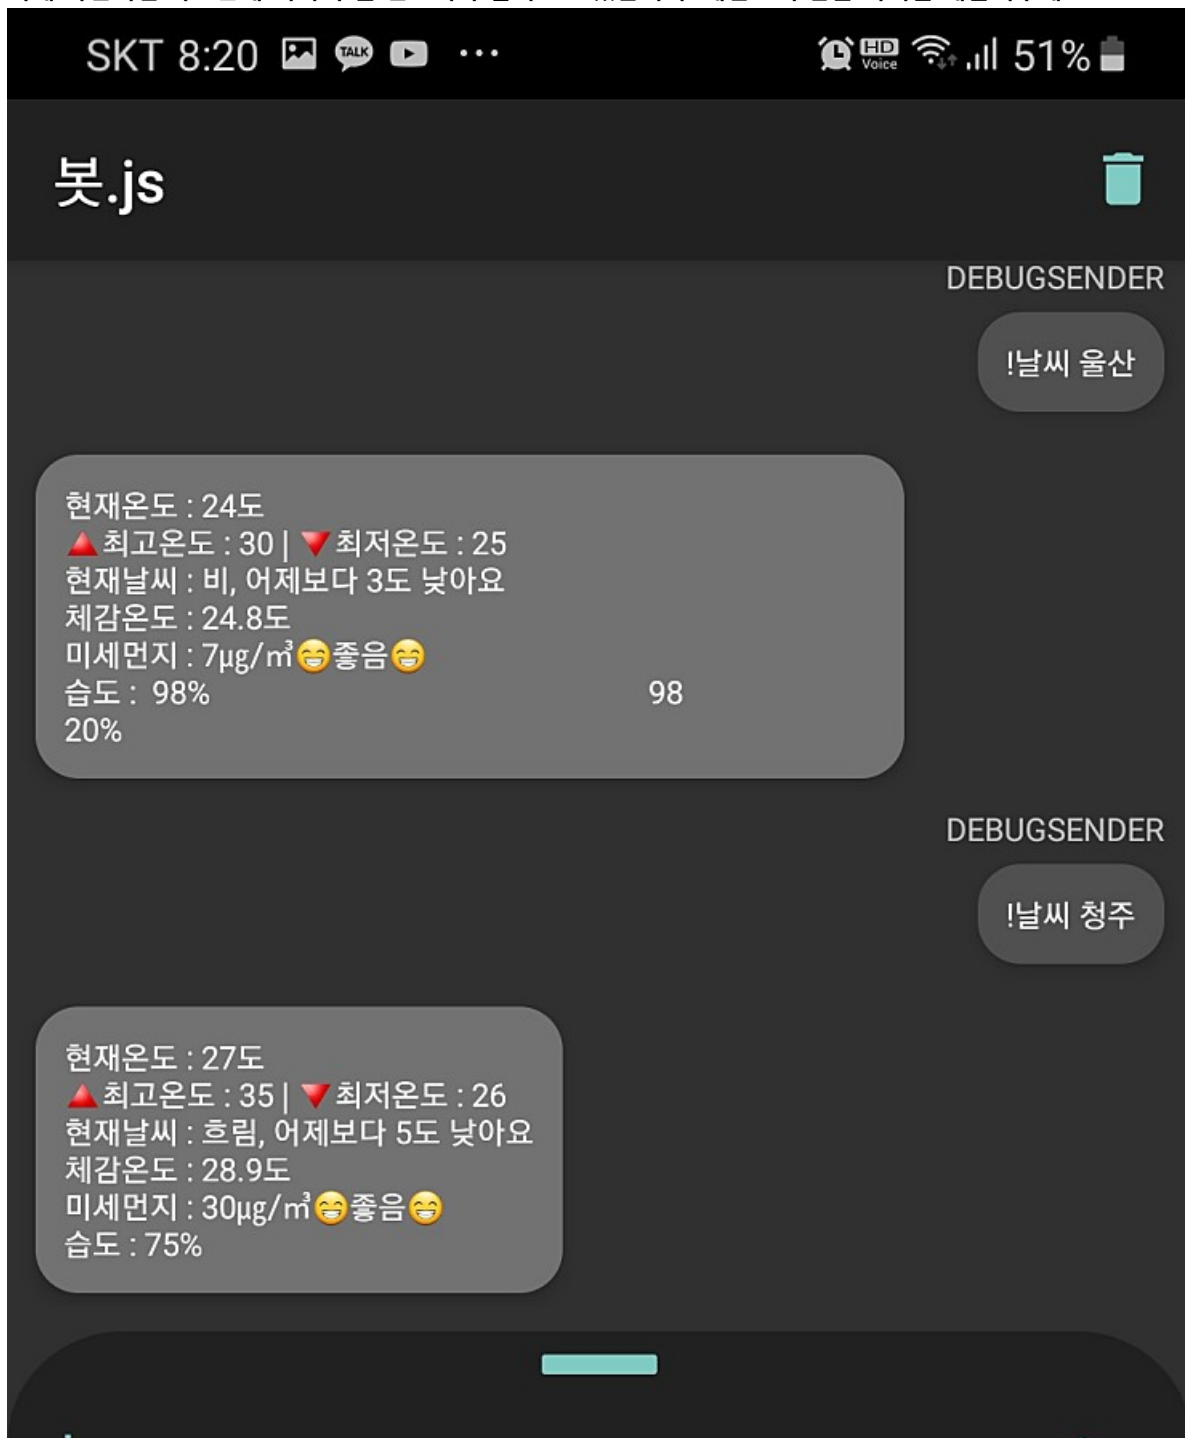 SKT 8:20 TALK ... HD Voice 51%
봇.js
DEBUGSENDER
!날씨 울산
현재온도 : 24도
🔺최고온도 : 30 | 🔻최저온도 : 25
현재날씨 : 비, 어제보다 3도 낮아요
체감온도 : 24.8도
미세먼지 : 7㎍/㎥😁좋음😁
습도 : 98% 98
20%
DEBUGSENDER
!날씨 청주
현재온도 : 27도
🔺최고온도 : 35 | 🔻최저온도 : 26
현재날씨 : 흐림, 어제보다 5도 낮아요
체감온도 : 28.9도
미세먼지 : 30㎍/㎥😁좋음😁
습도 : 75%